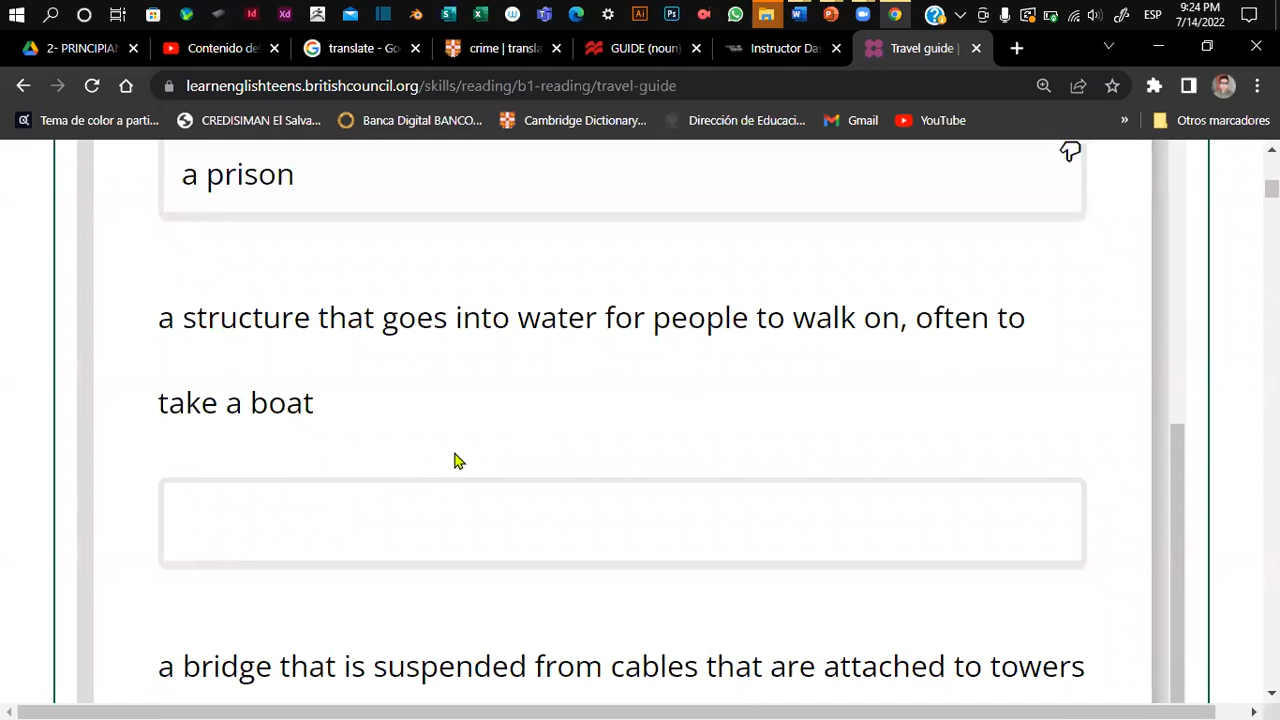 9:24 PM
ESP
7/14/2022
2- PRINCIPIAN
Contenido de
translate - Go
crime | transla
GUIDE (noun)
Instructor Das
Travel guide |
learnenglishteens.britishcouncil.org/skills/reading/b1-reading/travel-guide
Tema de color a parti...
CREDISIMAN El Salva...
Banca Digital BANCO...
Cambridge Dictionary...
Dirección de Educaci...
Gmail
YouTube
»
Otros marcadores
a prison
a structure that goes into water for people to walk on, often to
take a boat
a bridge that is suspended from cables that are attached to towers